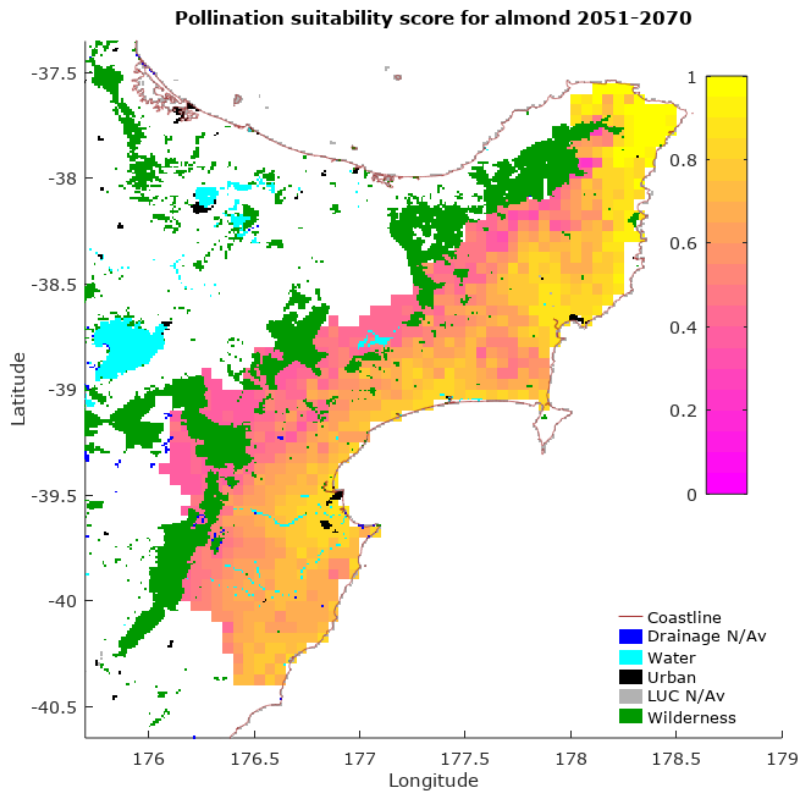 Pollination suitability score for almond 2051-2070
-37.5
-38
-38.5
-39
-39.5
-40
-40.5
Latitude
176
176.5
177
177.5
178
178.5
179
Longitude
1
0.8
0.6
0.4
0.2
0
Coastline
Drainage N/Av
Water
Urban
LUC N/Av
Wilderness